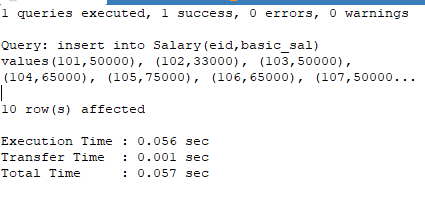 1 queries executed, 1 success, 0 errors, 0 warnings
Query: insert into Salary(eid,basic_sal)
values(101,50000), (102,33000), (103,50000),
(104,65000), (105,75000), (106,65000), (107,50000...
10 row(s) affected
Execution Time : 0.056 sec
Transfer Time : 0.001 sec
Total Time : 0.057 sec